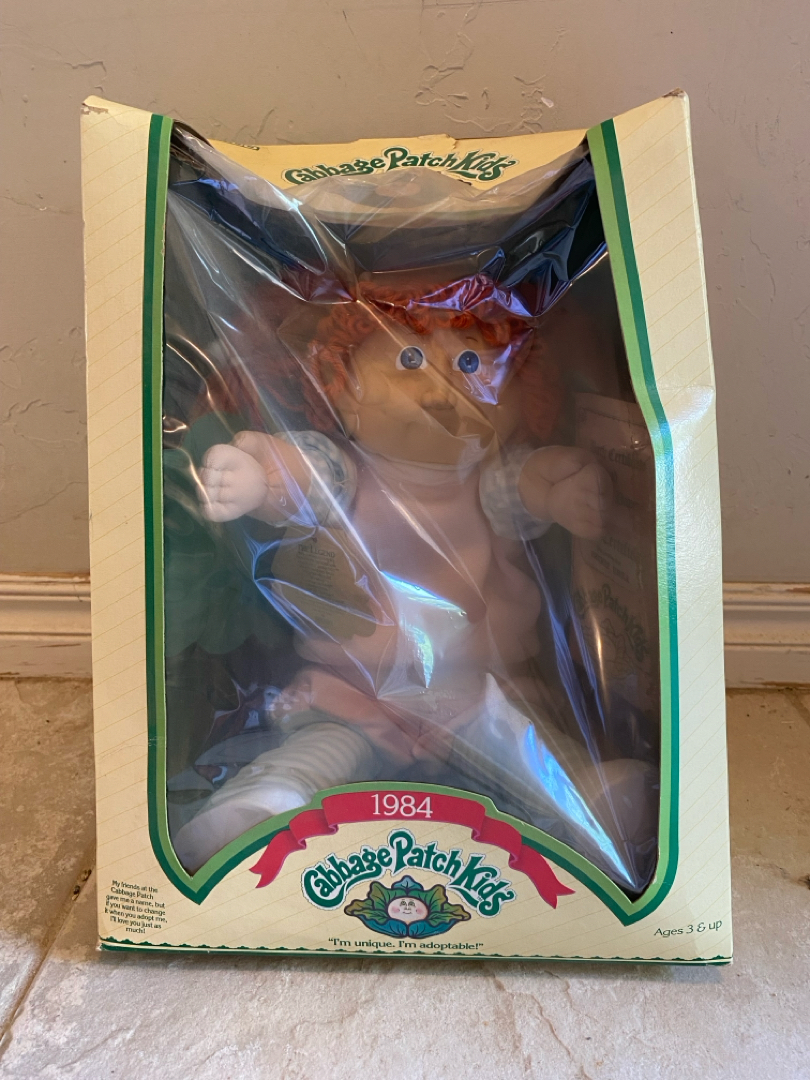 Cabbage Patch Kids
1984
Cabbage Patch Kids
My friends at the
Cabbage Patch
gave me a name, but
if you want to change
it when you adopt me,
I'll love you just as
much!
"I'm unique. I'm adoptable!"
Ages 3 & up